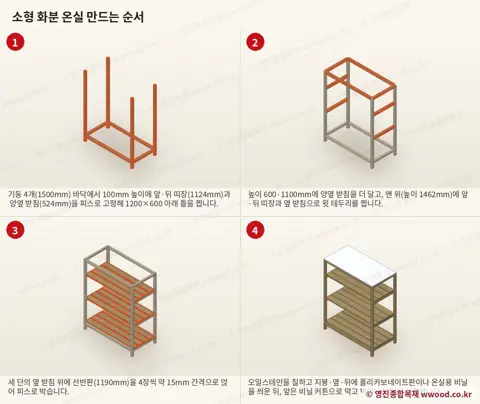 소형 화분 온실 만드는 순서
1
2
기둥 4개(1500mm) 바닥에서 100mm 높이에 앞·뒤 띠장(1124mm)과
양옆 받침(524mm)을 피스로 고정해 1200×600 아래 틀을 짭니다.
높이 600·1100mm에 양옆 받침을 더 달고, 맨 위(높이 1462mm)에 앞
·뒤 띠장과 옆 받침으로 윗 테두리를 짭니다.
3
4
세 단의 옆 받침 위에 선반판(1190mm)을 4장씩 약 15mm 간격으로 얹
어 피스로 박습니다.
오일스테인을 칠하고 지붕·옆·뒤에 폴리카보네이트판이나 온실용 비닐
을 씌운 뒤, 앞은 비닐 커튼으로 막고
© 영진종합목재 wwood.co.kr